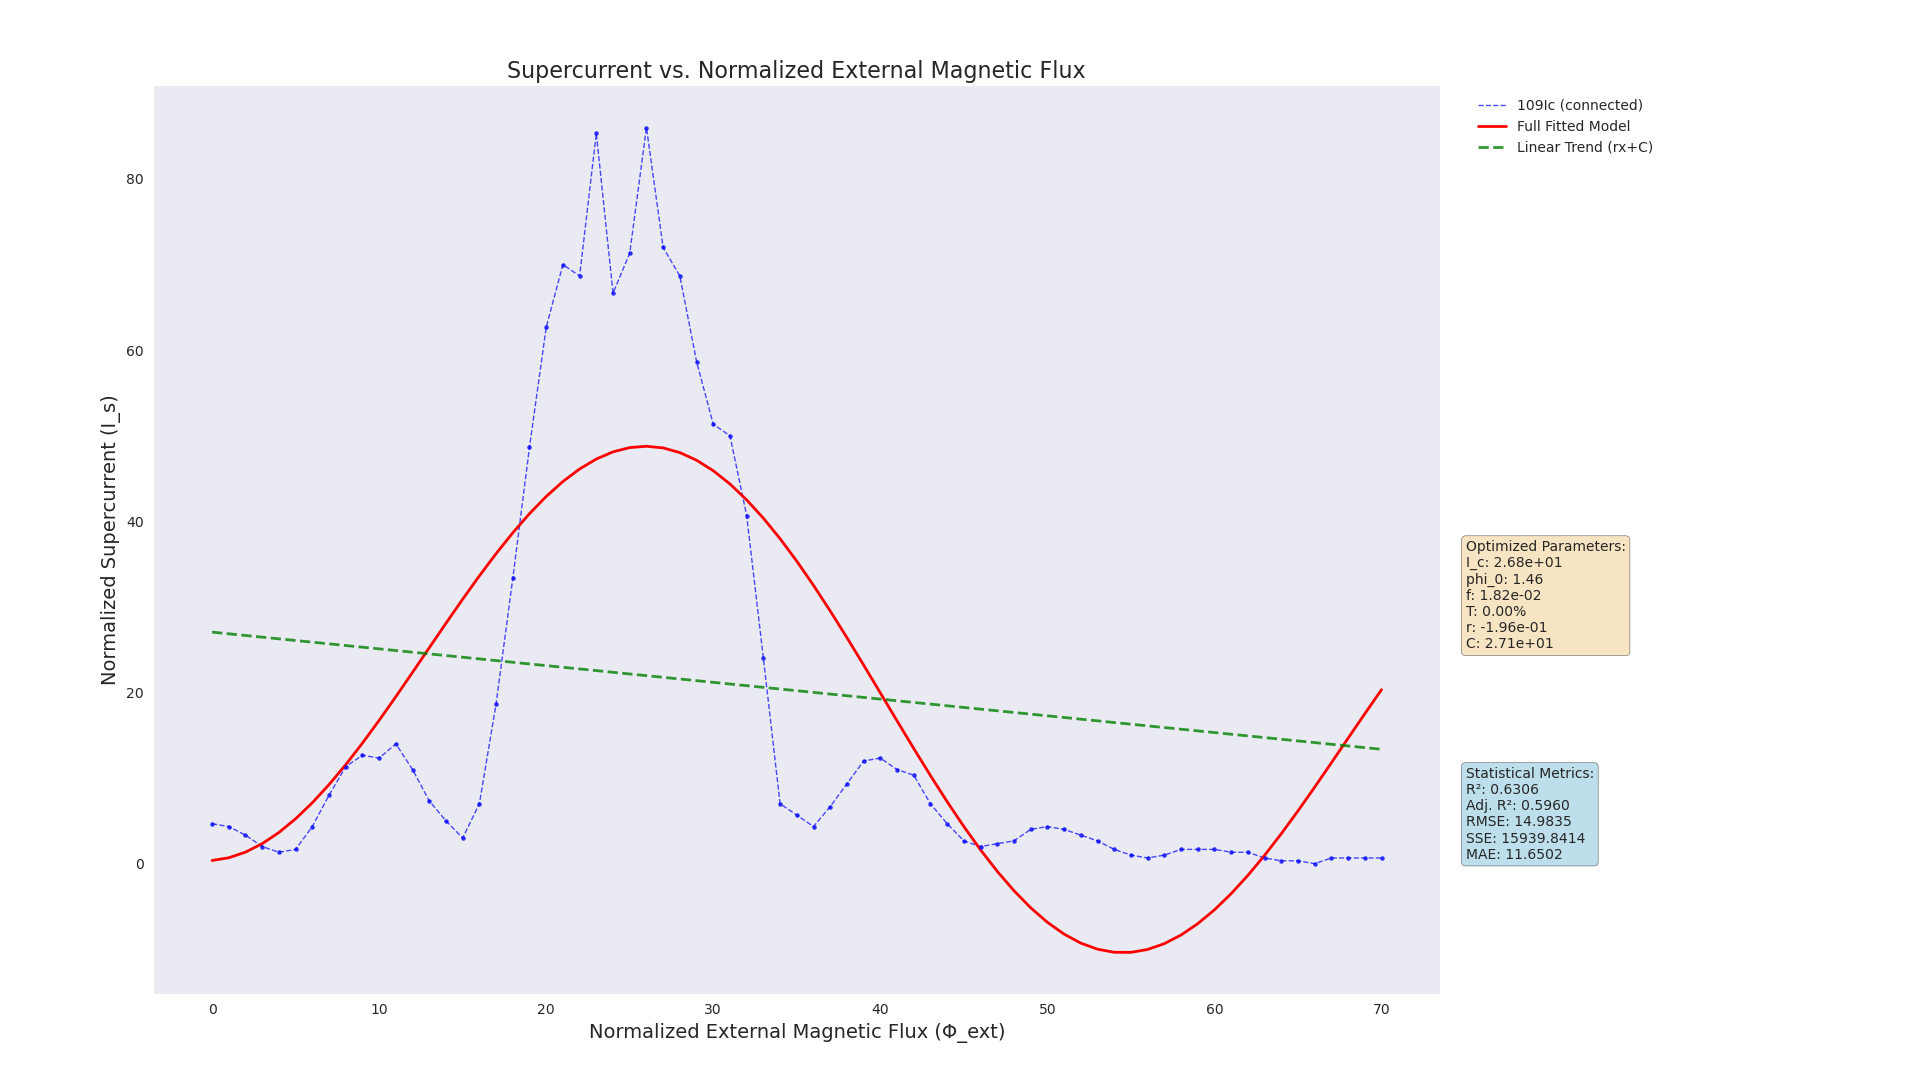 Supercurrent vs. Normalized External Magnetic Flux
109Ic (connected)
Full Fitted Model
Linear Trend (rx+C)
80
60
40
20
0
Normalized Supercurrent (I_s)
0 10 20 30 40 50 60 70
Normalized External Magnetic Flux (Φ_ext)
Optimized Parameters:
I_c: 2.68e+01
phi_0: 1.46
f: 1.82e-02
T: 0.00%
r: -1.96e-01
C: 2.71e+01
Statistical Metrics:
R²: 0.6306
Adj. R²: 0.5960
RMSE: 14.9835
SSE: 15939.8414
MAE: 11.6502